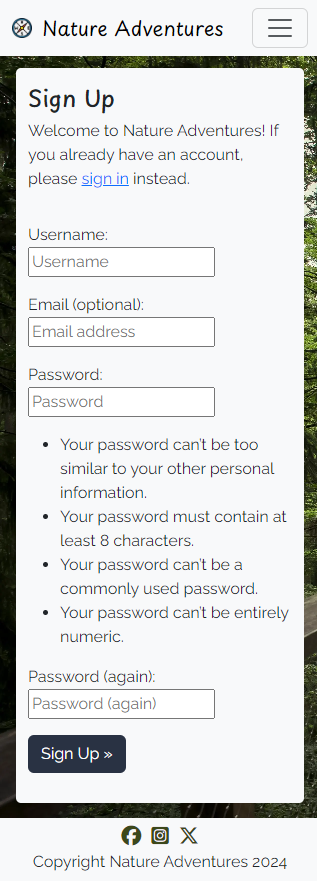 Nature Adventures
Sign Up
Welcome to Nature Adventures! If
you already have an account,
please sign in instead.
Username:
Username
Email (optional):
Email address
Password:
Password
Your password can't be too
similar to your other personal
information.
Your password must contain at
least 8 characters.
Your password can't be a
commonly used password.
Your password can't be entirely
numeric.
Password (again):
Password (again)
Sign Up »
Copyright Nature Adventures 2024